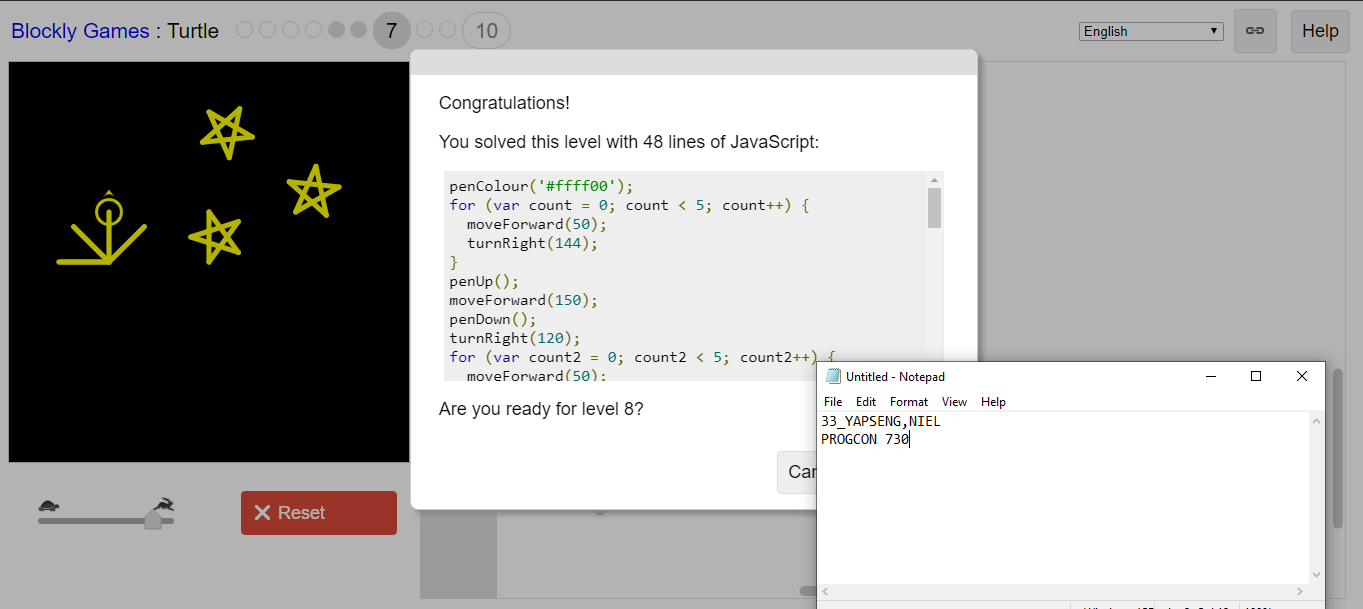 Blockly Games : Turtle
7
10
English
Help
Congratulations!
You solved this level with 48 lines of JavaScript:
penColour('#ffff00');
for (var count = 0; count < 5; count++) {
  moveForward(50);
  turnRight(144);
}
penUp();
moveForward(150);
penDown();
turnRight(120);
for (var count2 = 0; count2 < 5; count2++) {
  moveForward(50);
Are you ready for level 8?
Reset
Untitled - Notepad
File Edit Format View Help
33_YAPSENG,NIEL
PROGCON 730